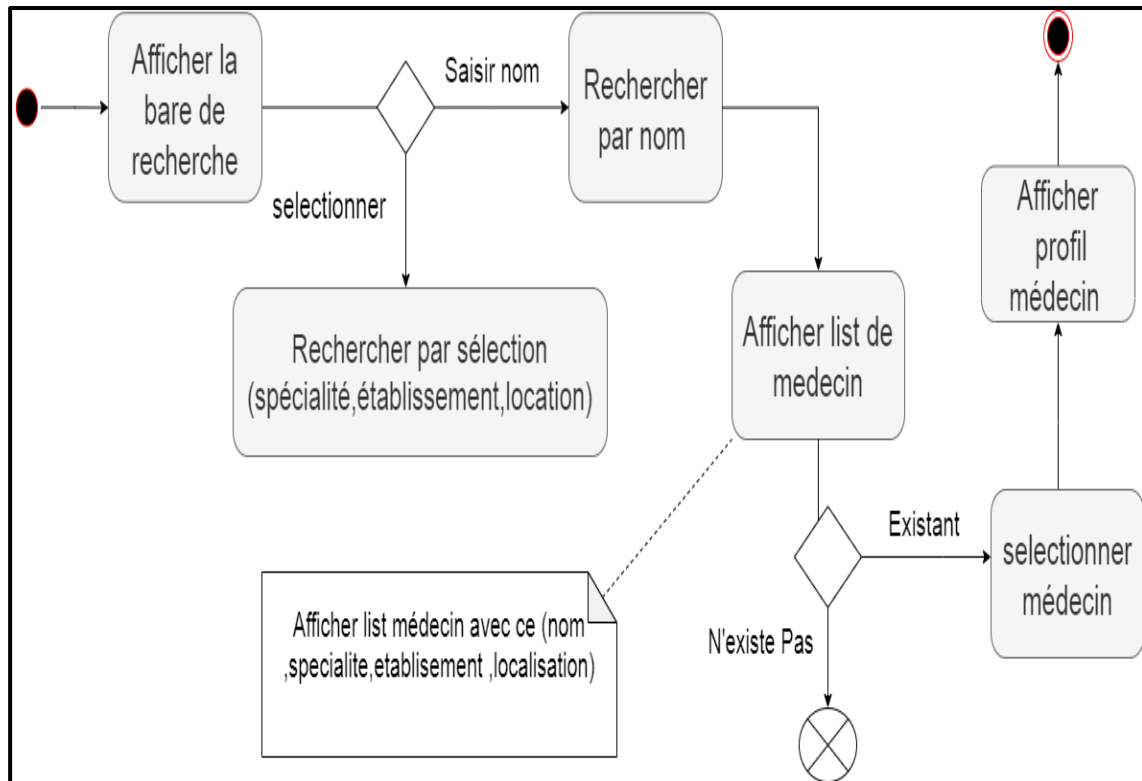 Afficher la
bare de
recherche
Saisir nom
Rechercher
par nom
selectionner
Rechercher par sélection
(spécialité,établissement,location)
Afficher list de
medecin
Afficher
profil
médecin
Existant
selectionner
médecin
N'existe Pas
Afficher list médecin avec ce (nom
,specialite,etablisement ,localisation)